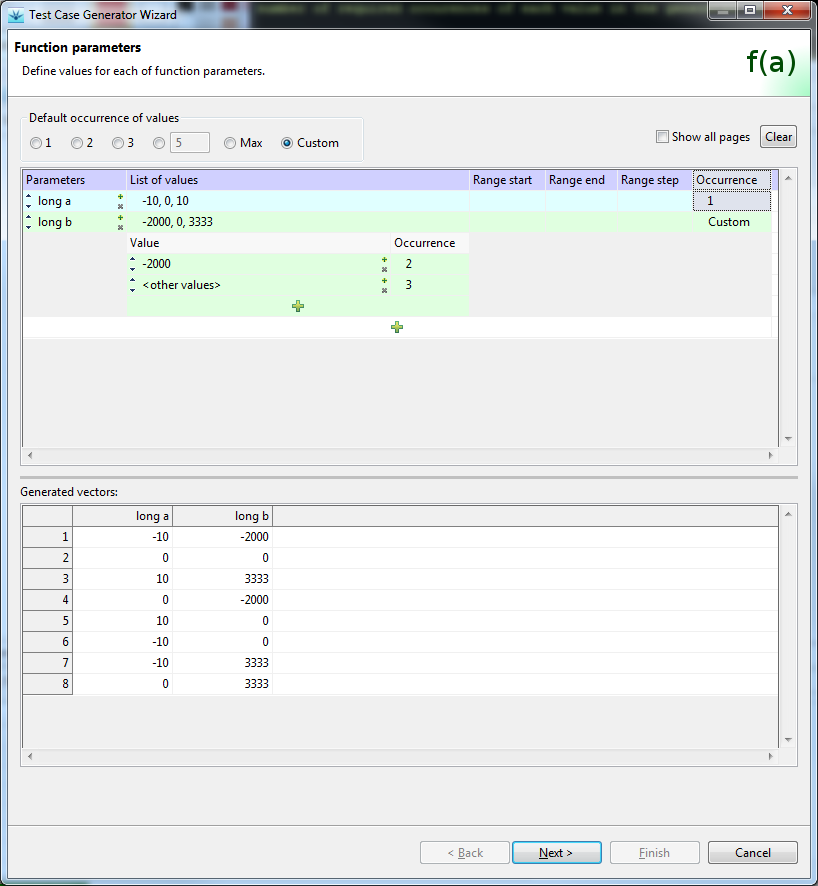 Test Case Generator Wizard
Function parameters
Define values for each of function parameters.
f(a)
Default occurrence of values
1 2 3 5 Max Custom
Show all pages Clear
Parameters List of values Range start Range end Range step Occurrence
long a -10, 0, 10 1
long b -2000, 0, 3333 Custom
Value Occurrence
-2000 2
<other values> 3
Generated vectors:
long a long b
1 -10 -2000
2 0 0
3 10 3333
4 0 -2000
5 10 0
6 -10 0
7 -10 3333
8 0 3333
< Back Next > Finish Cancel